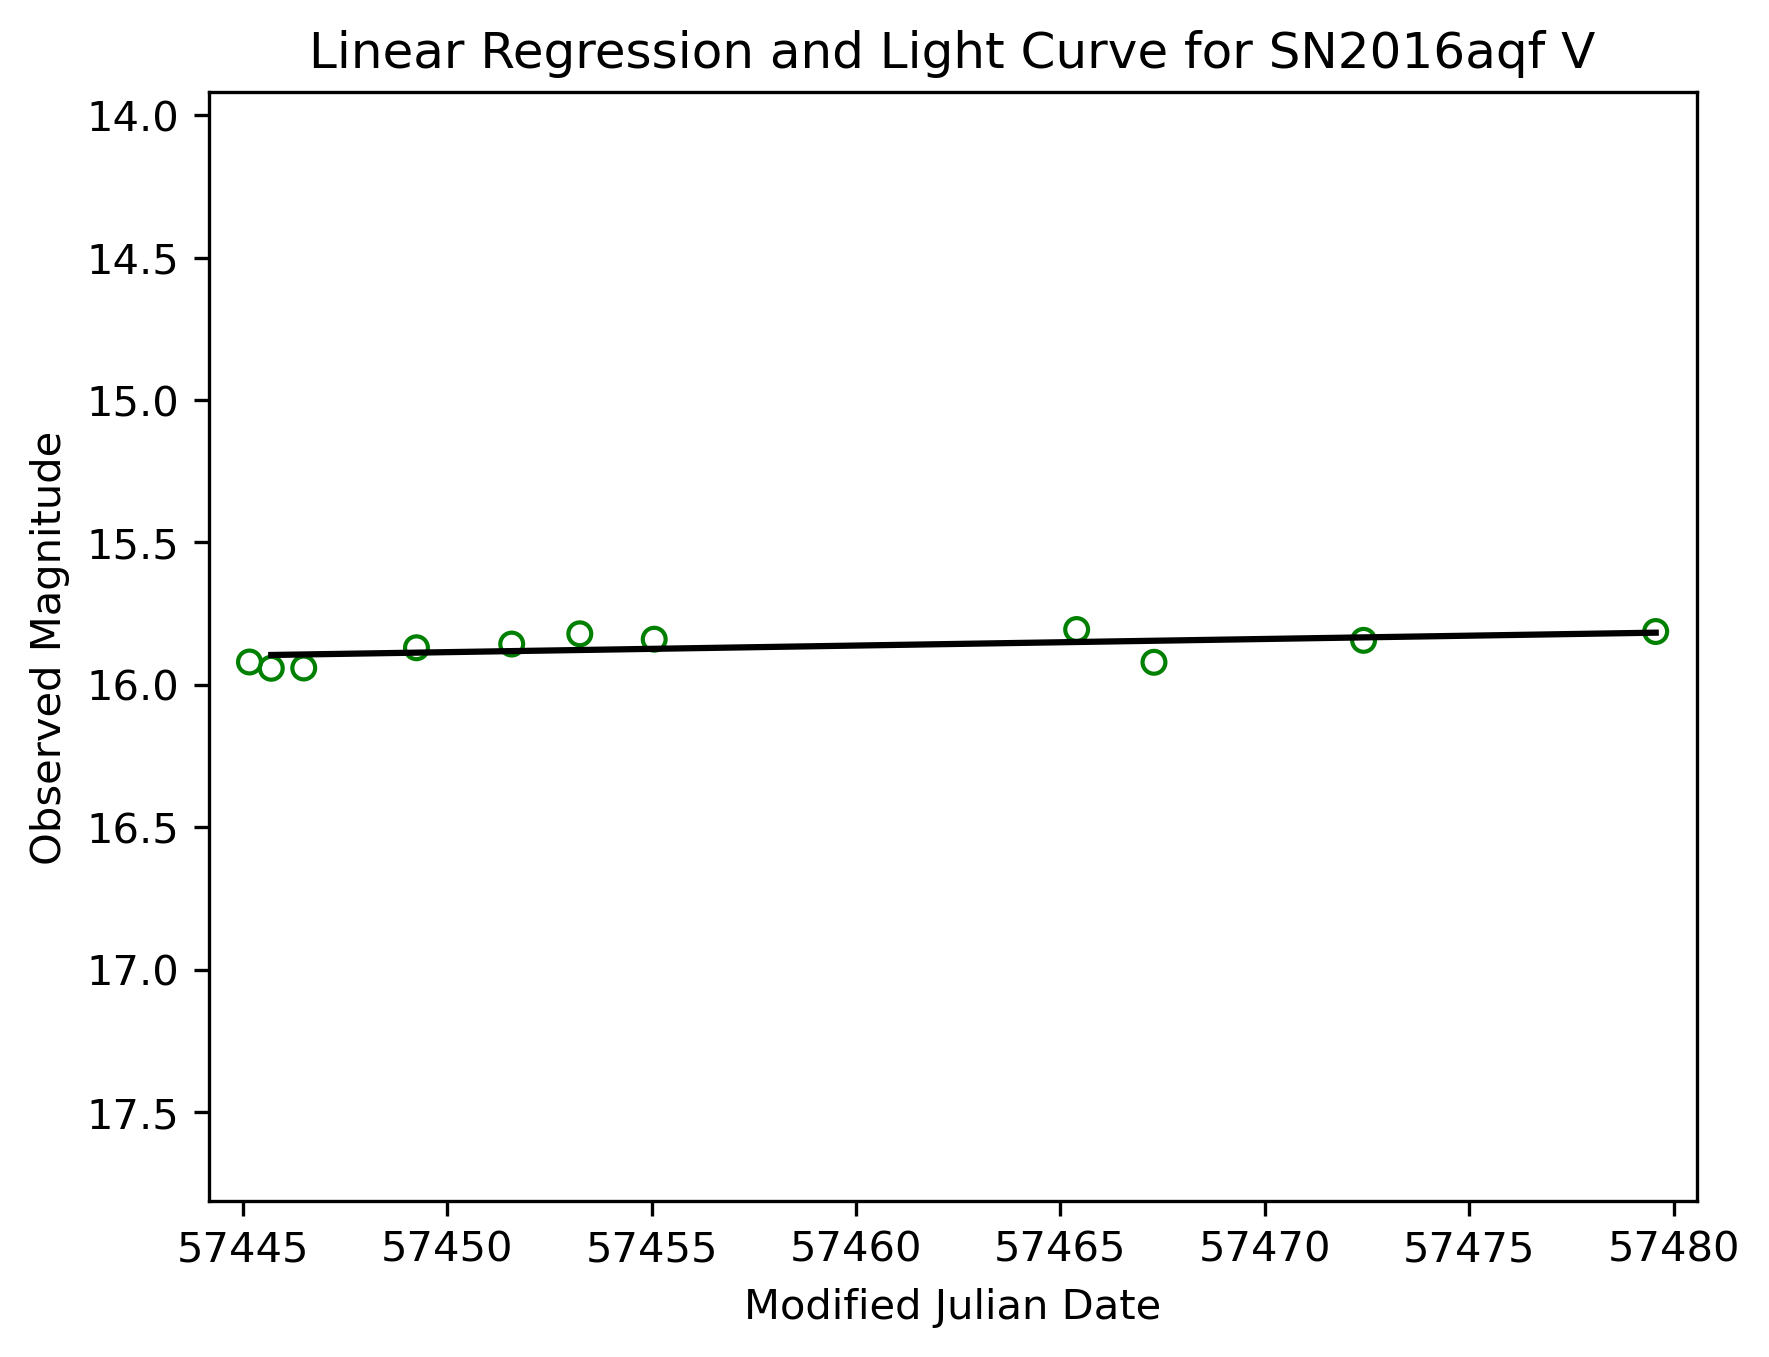 Linear Regression and Light Curve for SN2016aqf V
14.0
14.5
15.0
15.5
16.0
16.5
17.0
17.5
Observed Magnitude
57445 57450 57455 57460 57465 57470 57475 57480
Modified Julian Date